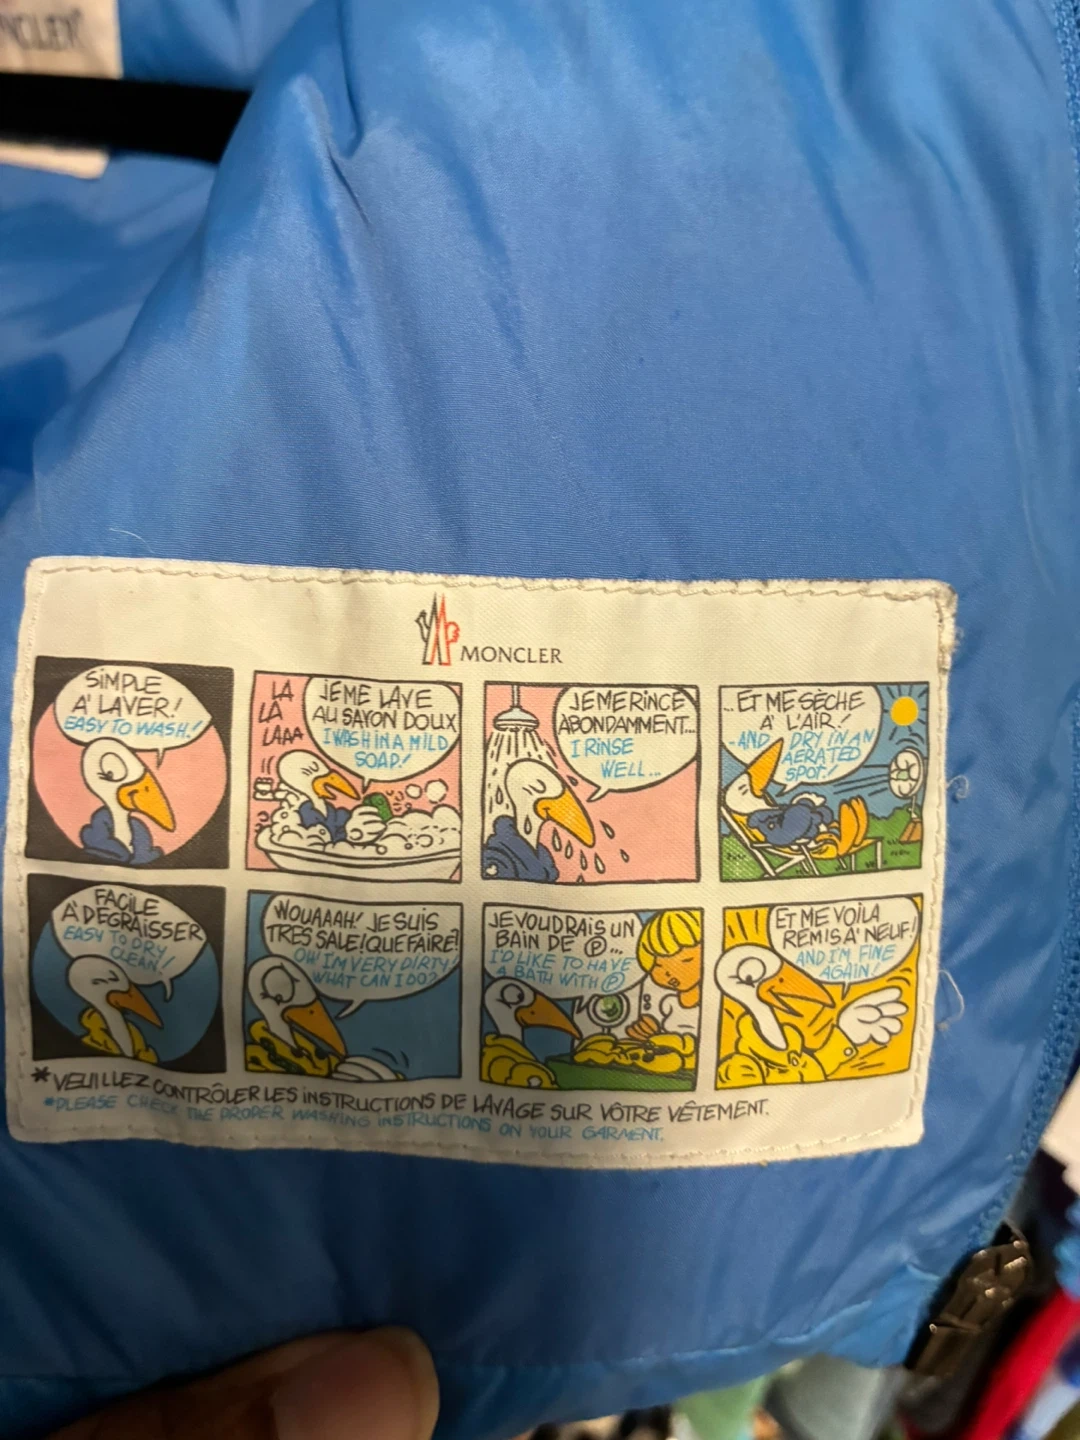 NCLER
MONCLER
SIMPLE
A' LAVER!
EASY TO WASH!
LA
LA
LAAA
JE ME LAVE
AU SAVON DOUX
I WASH IN A MILD
SOAP!
JE ME RINCE
ABONDAMMENT...
I RINSE
WELL...
...ET ME SÈCHE
A' L'AIR!
-AND DRY IN AN
AERATED
SPOT!
FACILE
A' DEGRAISSER
EASY TO DRY
CLEAN!
WOUAAAH! JE SUIS
TRES SALE! QUE FAIRE?
OH! I'M VERY DIRTY!
WHAT CAN I DO?
JE VOUDRAIS UN
BAIN DE Ⓟ...
I'D LIKE TO HAVE
A BATH WITH Ⓟ
ET ME VOILA
REMIS A' NEUF!
AND I'M FINE
AGAIN!
*VEUILLEZ CONTRÔLER LES INSTRUCTIONS DE LAVAGE SUR VÔTRE VÊTEMENT.
*PLEASE CHECK THE PROPER WASHING INSTRUCTIONS ON YOUR GARMENT.